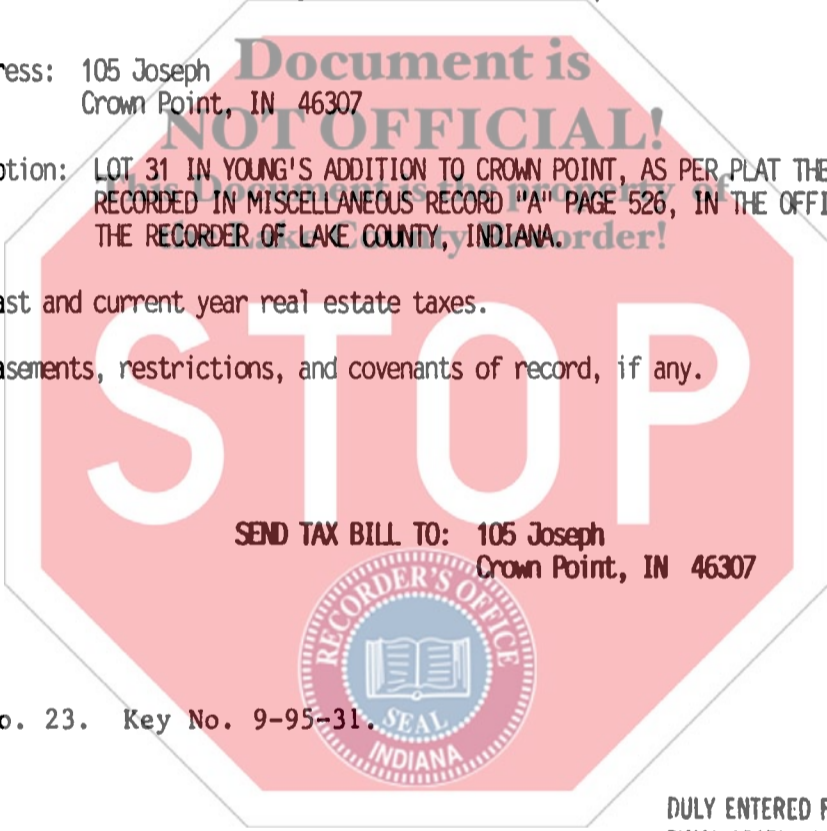 ress: 105 Joseph
Crown Point, IN 46307
Document is
NOT OFFICIAL!
This Document is the property of
the Lake County Recorder!
ption: LOT 31 IN YOUNG'S ADDITION TO CROWN POINT, AS PER PLAT THE
RECORDED IN MISCELLANEOUS RECORD "A" PAGE 526, IN THE OFFI
THE RECORDER OF LAKE COUNTY, INDIANA.
ast and current year real estate taxes.
asements, restrictions, and covenants of record, if any.
STOP
SEND TAX BILL TO: 105 Joseph
Crown Point, IN 46307
RECORDER'S OFFICE
SEAL
INDIANA
o. 23. Key No. 9-95-31.
DULY ENTERED F